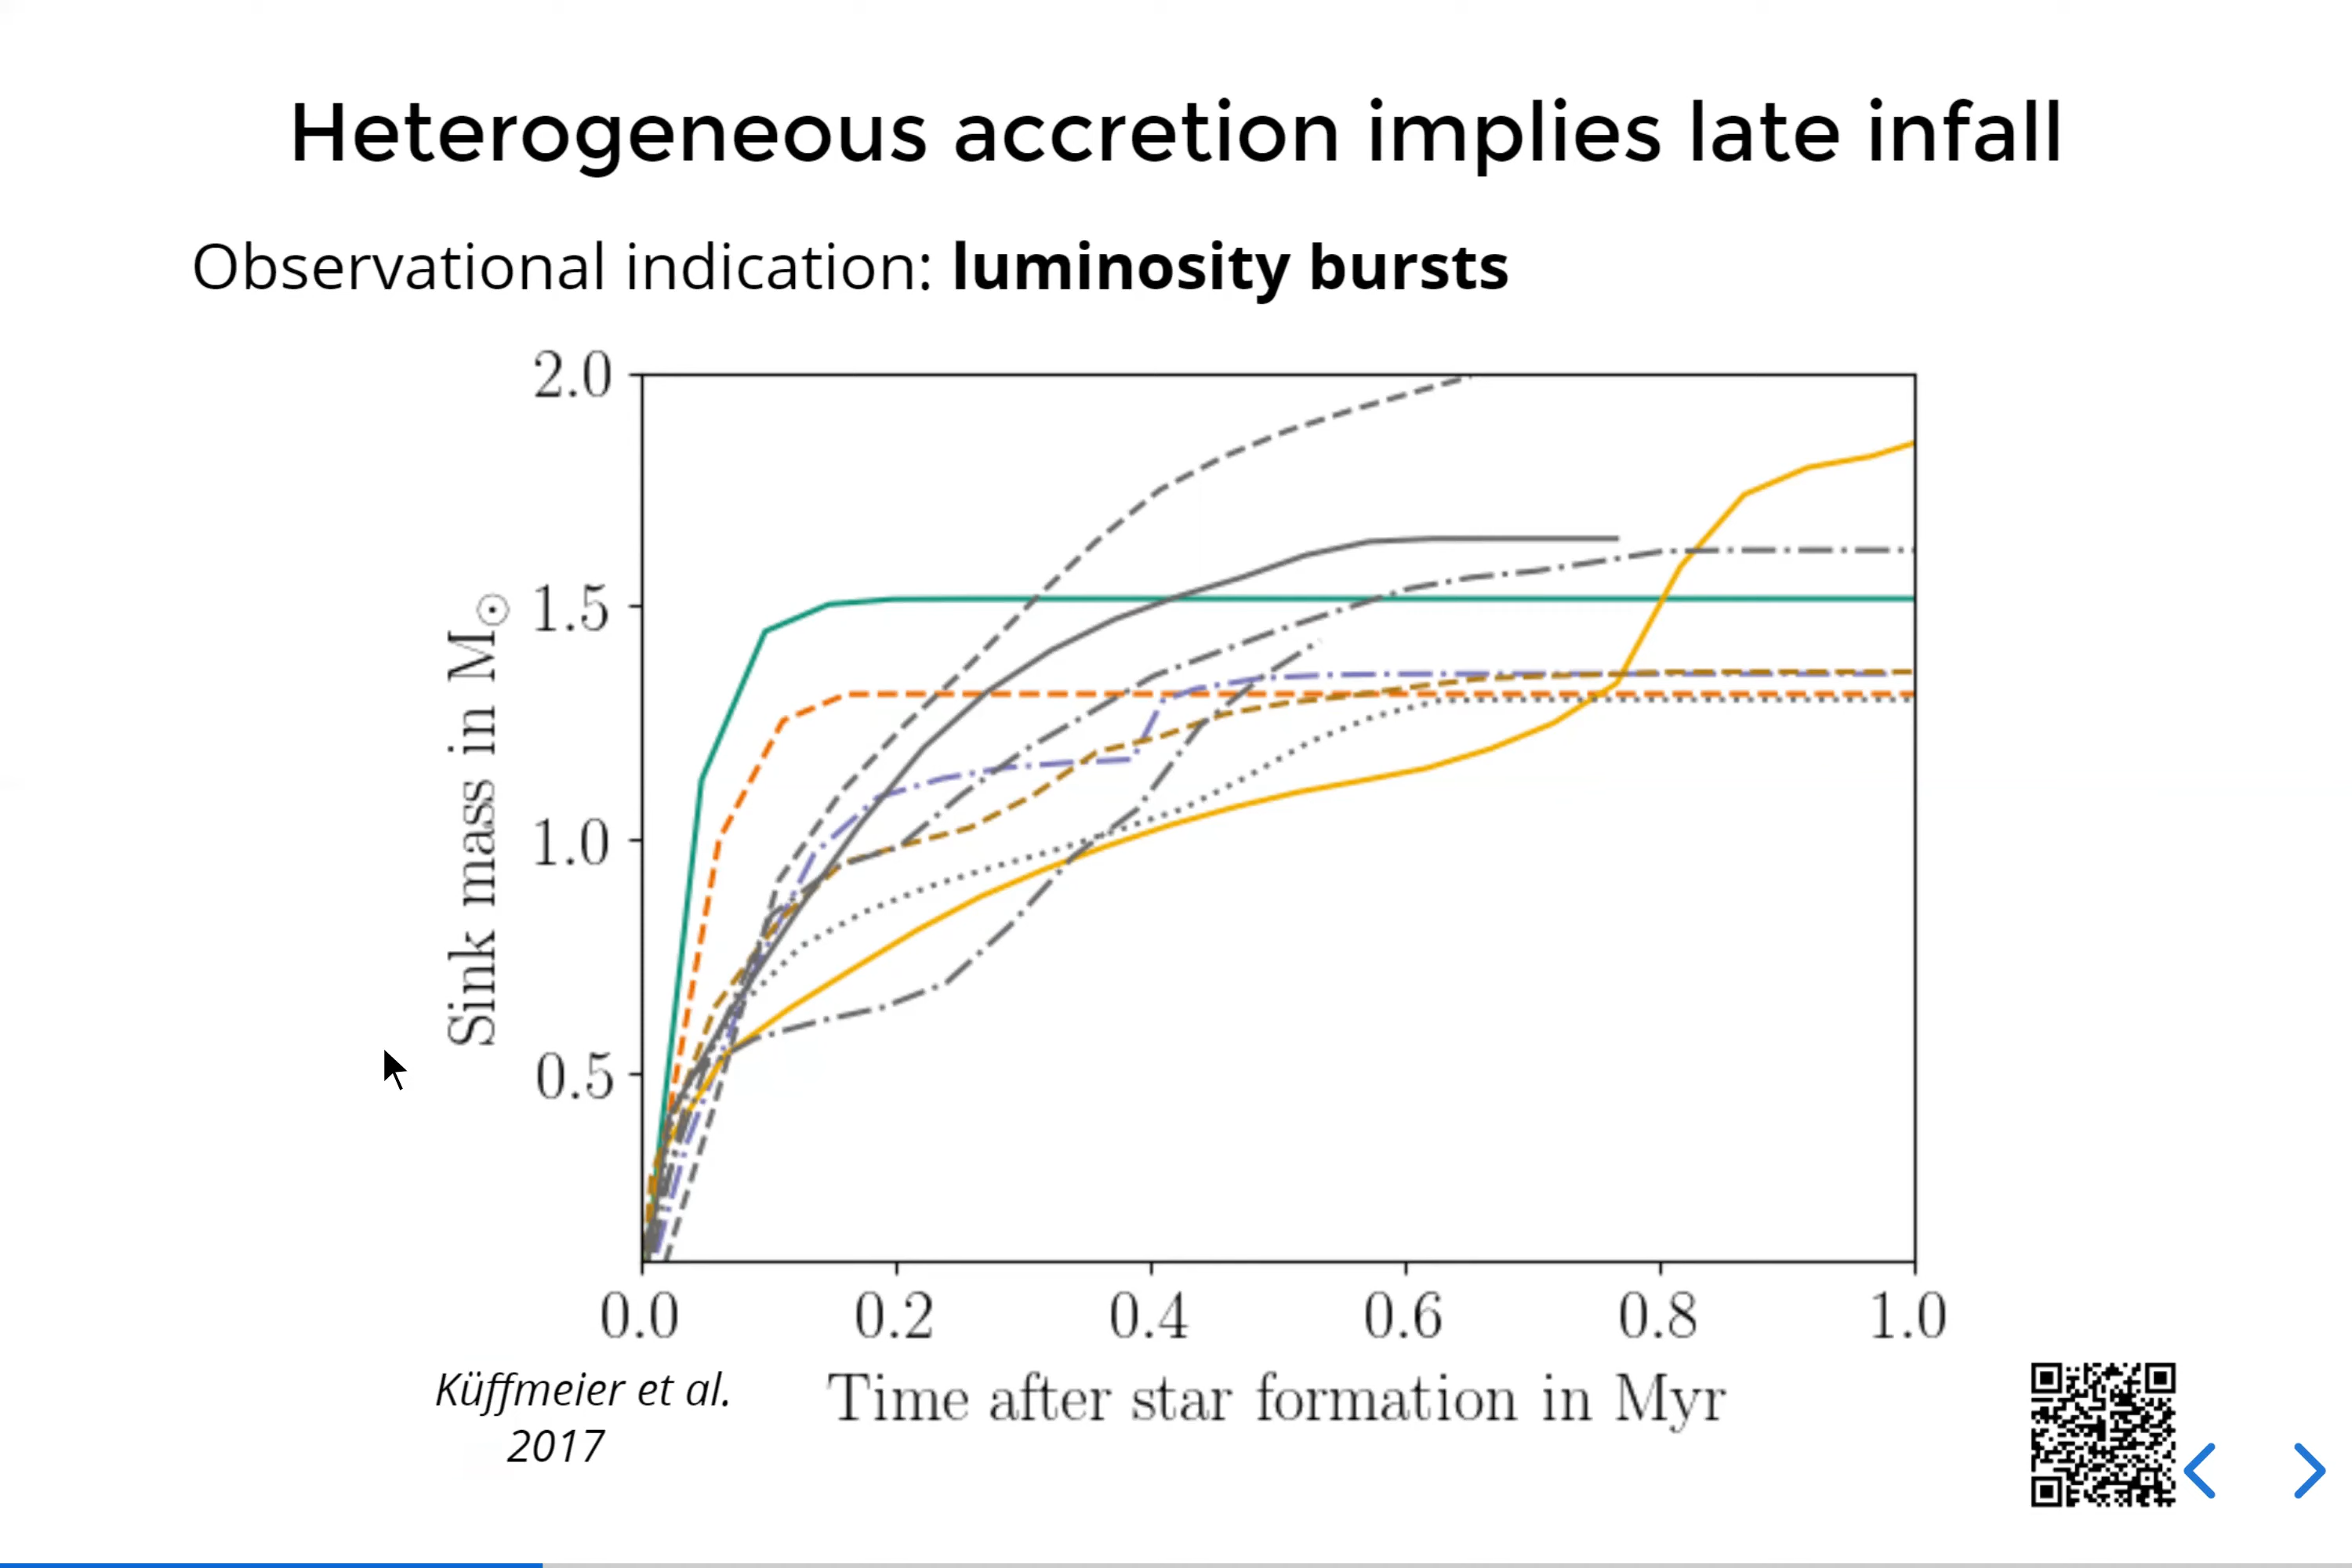 Heterogeneous accretion implies late infall
Observational indication: luminosity bursts
2.0
1.5
1.0
0.5
Sink mass in M☉
0.0 0.2 0.4 0.6 0.8 1.0
Time after star formation in Myr
Küffmeier et al.
2017